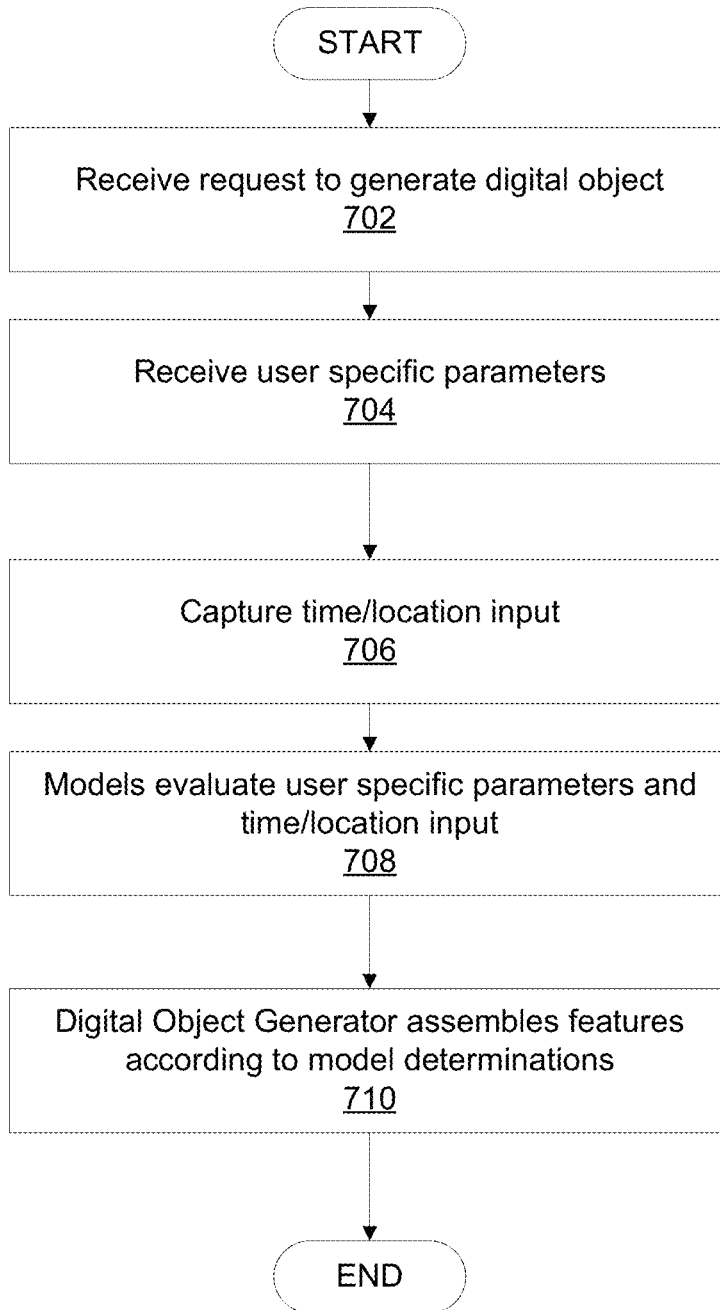 START
Receive request to generate digital object
702
Receive user specific parameters
704
Capture time/location input
706
Models evaluate user specific parameters and
time/location input
708
Digital Object Generator assembles features
according to model determinations
710
END